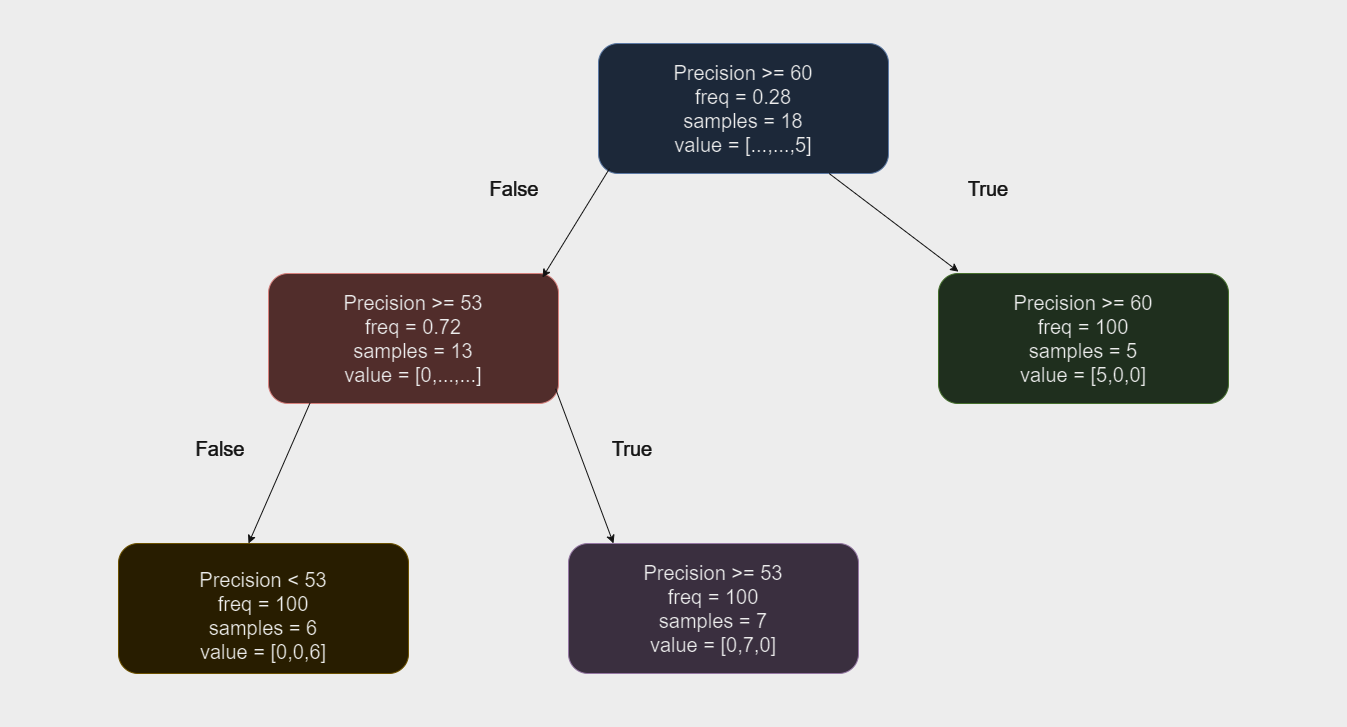 Precision >= 60
freq = 0.28
samples = 18
value = [...,...,5]
False
True
Precision >= 53
freq = 0.72
samples = 13
value = [0,...,...]
Precision >= 60
freq = 100
samples = 5
value = [5,0,0]
False
True
Precision < 53
freq = 100
samples = 6
value = [0,0,6]
Precision >= 53
freq = 100
samples = 7
value = [0,7,0]